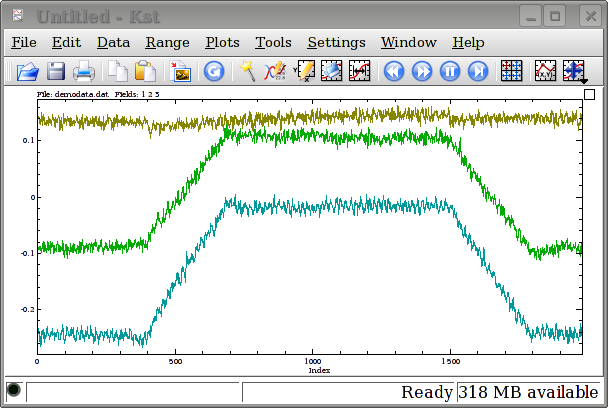 Untitled - Kst
File Edit Data Range Plots Tools Settings Window Help
File: demodata.dat Fields: 1 2 5
0.1
0
-0.1
-0.2
0 500 1000 1500
Index
Ready 318 MB available